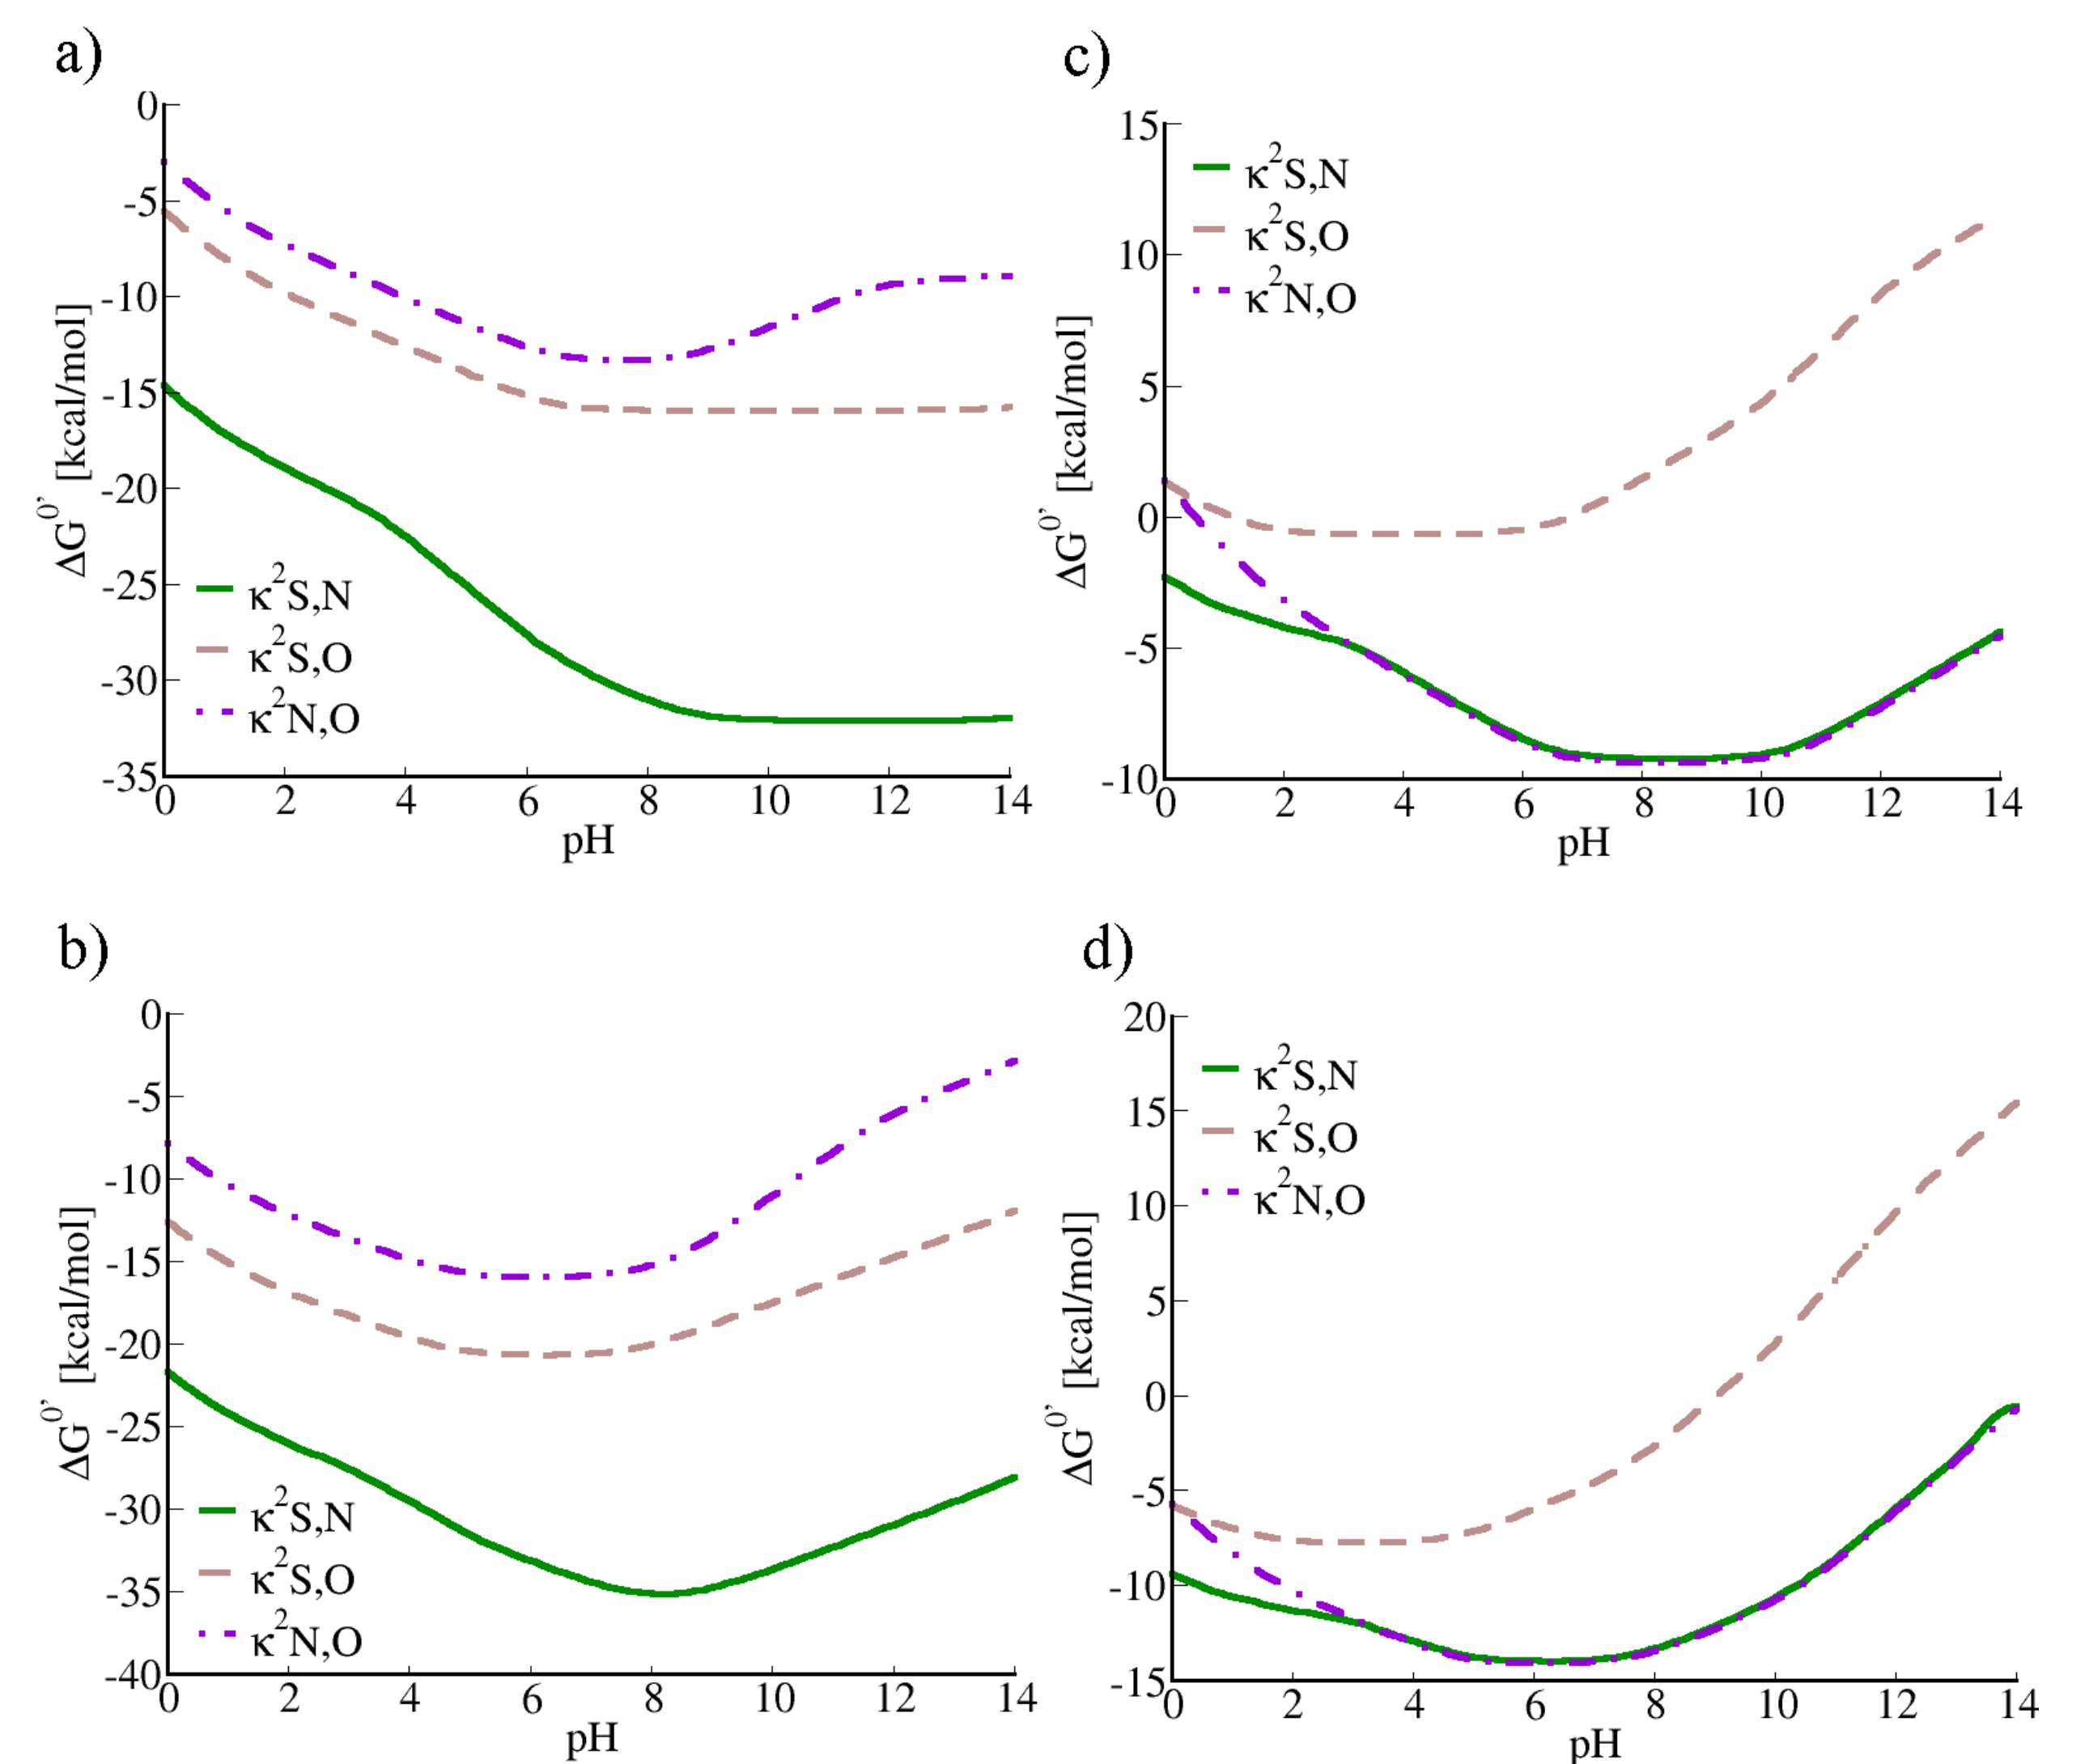 a)
0
-5
-10
-15
-20
-25
-30
-35
ΔG⁰' [kcal/mol]
κ²S,N
κ²S,O
κ²N,O
0 2 4 6 8 10 12 14
pH
c)
15
10
5
0
-5
-10
ΔG⁰' [kcal/mol]
κ²S,N
κ²S,O
κ²N,O
0 2 4 6 8 10 12 14
pH
b)
0
-5
-10
-15
-20
-25
-30
-35
-40
ΔG⁰' [kcal/mol]
κ²S,N
κ²S,O
κ²N,O
0 2 4 6 8 10 12 14
pH
d)
20
15
10
5
0
-5
-10
-15
ΔG⁰' [kcal/mol]
κ²S,N
κ²S,O
κ²N,O
0 2 4 6 8 10 12 14
pH